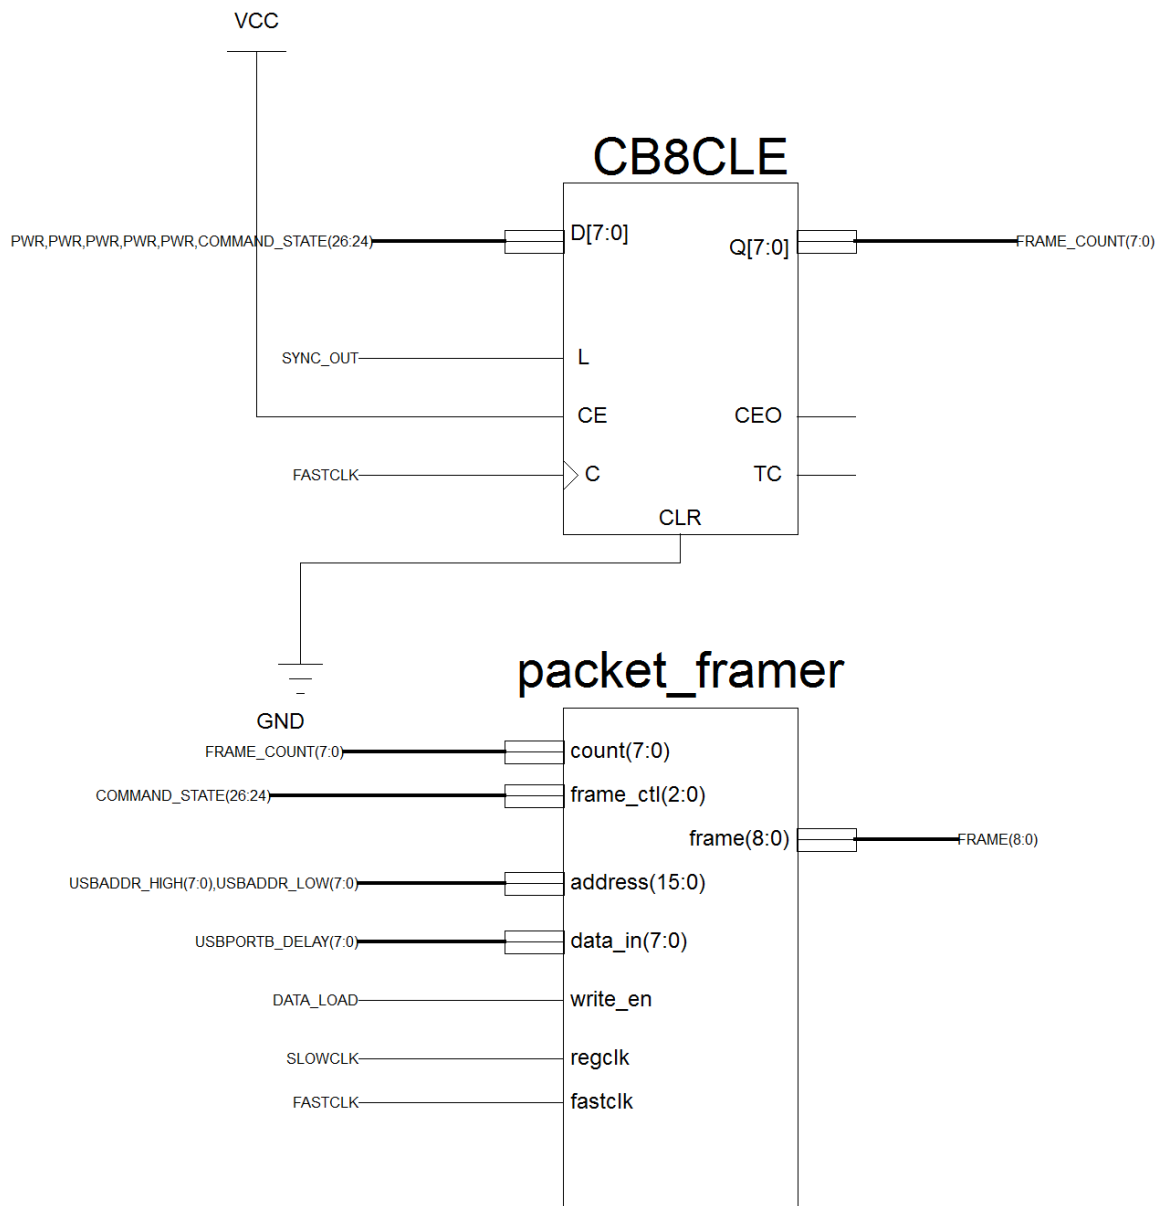 VCC
CB8CLE
PWR,PWR,PWR,PWR,PWR,COMMAND_STATE(26:24)
D[7:0]
Q[7:0]
FRAME_COUNT(7:0)
SYNC_OUT
L
CE
CEO
FASTCLK
C
TC
CLR
GND
packet_framer
FRAME_COUNT(7:0)
count(7:0)
COMMAND_STATE(26:24)
frame_ctl(2:0)
frame(8:0)
FRAME(8:0)
USBADDR_HIGH(7:0),USBADDR_LOW(7:0)
address(15:0)
USBPORTB_DELAY(7:0)
data_in(7:0)
DATA_LOAD
write_en
SLOWCLK
regclk
FASTCLK
fastclk